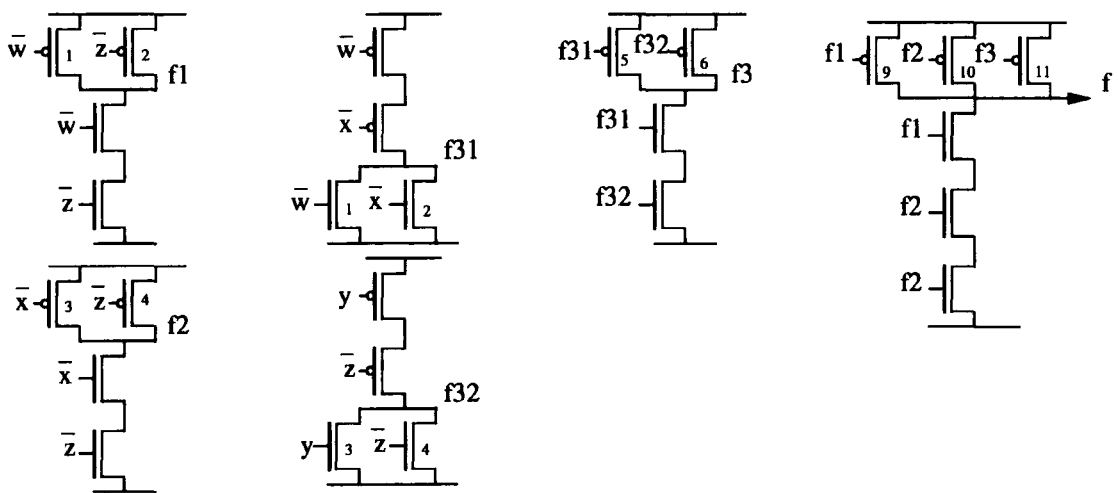 w̅ 1 z̅ 2 f1
w̅
z̅
x̅ 3 z̅ 4 f2
x̅
z̅
w̅
x̅
f31
w̅ 1 x̅ 2
y
z̅
f32
y 3 z̅ 4
f31 5 f32 6 f3
f31
f32
f1 9 f2 10 f3 11 f
f1
f2
f2